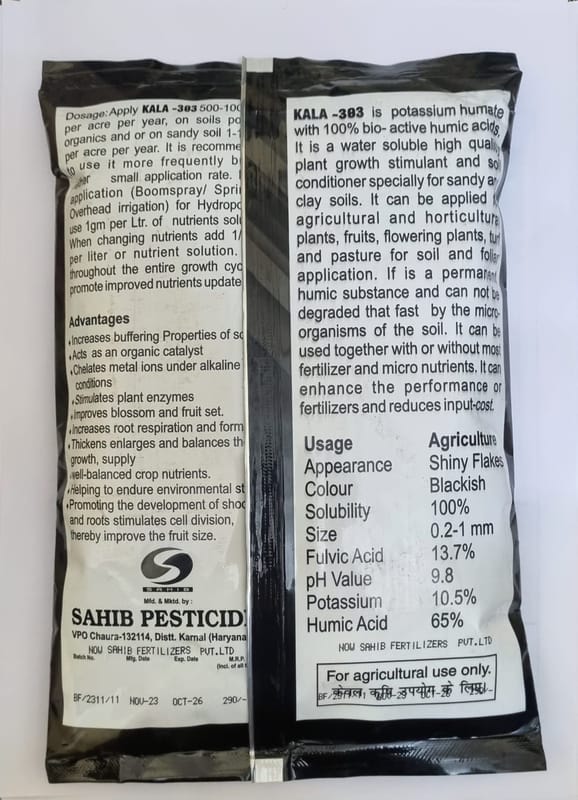 Dosage: Apply KALA -303 500-100
per acre per year, on soils po
organics and or on sandy soil 1-1
per acre per year. It is recomme
to use it more frequently b
small application rate.
application (Boomspray/ Spri
Overhead irrigation) for Hydropo
use 1gm per Ltr. of nutrients solu
When changing nutrients add 1/
per liter or nutrient solution.
throughout the entire growth cyc
promote improved nutrients update
Advantages
•Increases buffering Properties of so
•Acts as an organic catalyst
•Chelates metal ions under alkaline
conditions
•Stimulates plant enzymes
•Improves blossom and fruit set.
•Increases root respiration and form
•Thickens enlarges and balances th
growth, supply
well-balanced crop nutrients.
•Helping to endure environmental st
•Promoting the development of shoo
and roots stimulates cell division,
thereby improve the fruit size.
SAHIB
Mfd. & Mktd. by :
SAHIB PESTICID
VPO Chaura-132114, Distt. Karnal (Haryana
NOW SAHIB FERTILIZERS PVT.LTD
Batch No. Mfg. Date Exp. Date M.R.P.
(incl. of all t
BF/2311/11 NOV-23 OCT-26 290/-
KALA -303 is potassium humate
with 100% bio- active humic acids.
It is a water soluble high quality
plant growth stimulant and soi
conditioner specially for sandy an
clay soils. It can be applied
agricultural and horticultura
plants, fruits, flowering plants, turf
and pasture for soil and foliar
application. If is a permanent
humic substance and can not be
degraded that fast by the micro-
organisms of the soil. It can be
used together with or without most
fertilizer and micro nutrients. It can
enhance the performance or
fertilizers and reduces input-cost.
Usage Agriculture
Appearance Shiny Flakes
Colour Blackish
Solubility 100%
Size 0.2-1 mm
Fulvic Acid 13.7%
pH Value 9.8
Potassium 10.5%
Humic Acid 65%
NOW SAHIB FERTILIZERS PVT.LTD
For agricultural use only.
केवल कृषि उपयोग के लिए